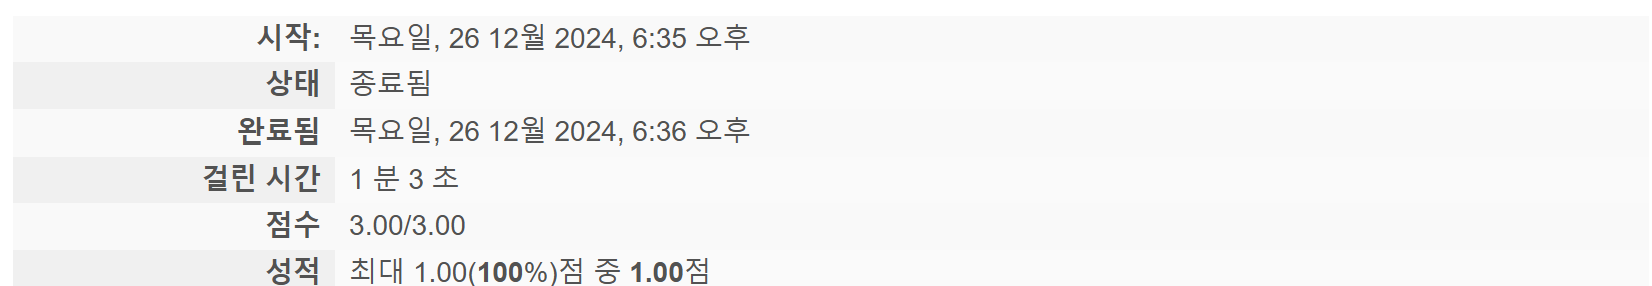 시작: 목요일, 26 12월 2024, 6:35 오후
상태 종료됨
완료됨 목요일, 26 12월 2024, 6:36 오후
걸린 시간 1 분 3 초
점수 3.00/3.00
성적 최대 1.00(100%)점 중 1.00점